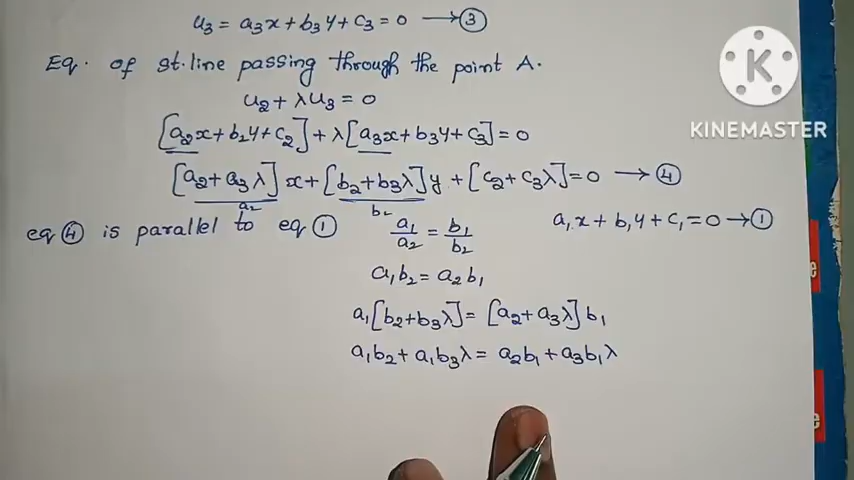 u₃ = a₃x + b₃y + c₃ = 0 → ③
Eq. of st.line passing through the point A.
u₂ + λu₃ = 0
[a₂x + b₂y + c₂] + λ[a₃x + b₃y + c₃] = 0
[a₂ + a₃λ] x + [b₂ + b₃λ] y + [c₂ + c₃λ] = 0 → ④
a₂ b₂
eq ④ is parallel to eq ① a₁/a₂ = b₁/b₂ a₁x + b₁y + c₁ = 0 → ①
a₁b₂ = a₂b₁
a₁[b₂ + b₃λ] = [a₂ + a₃λ] b₁
a₁b₂ + a₁b₃λ = a₂b₁ + a₃b₁λ
K
KINEMASTER